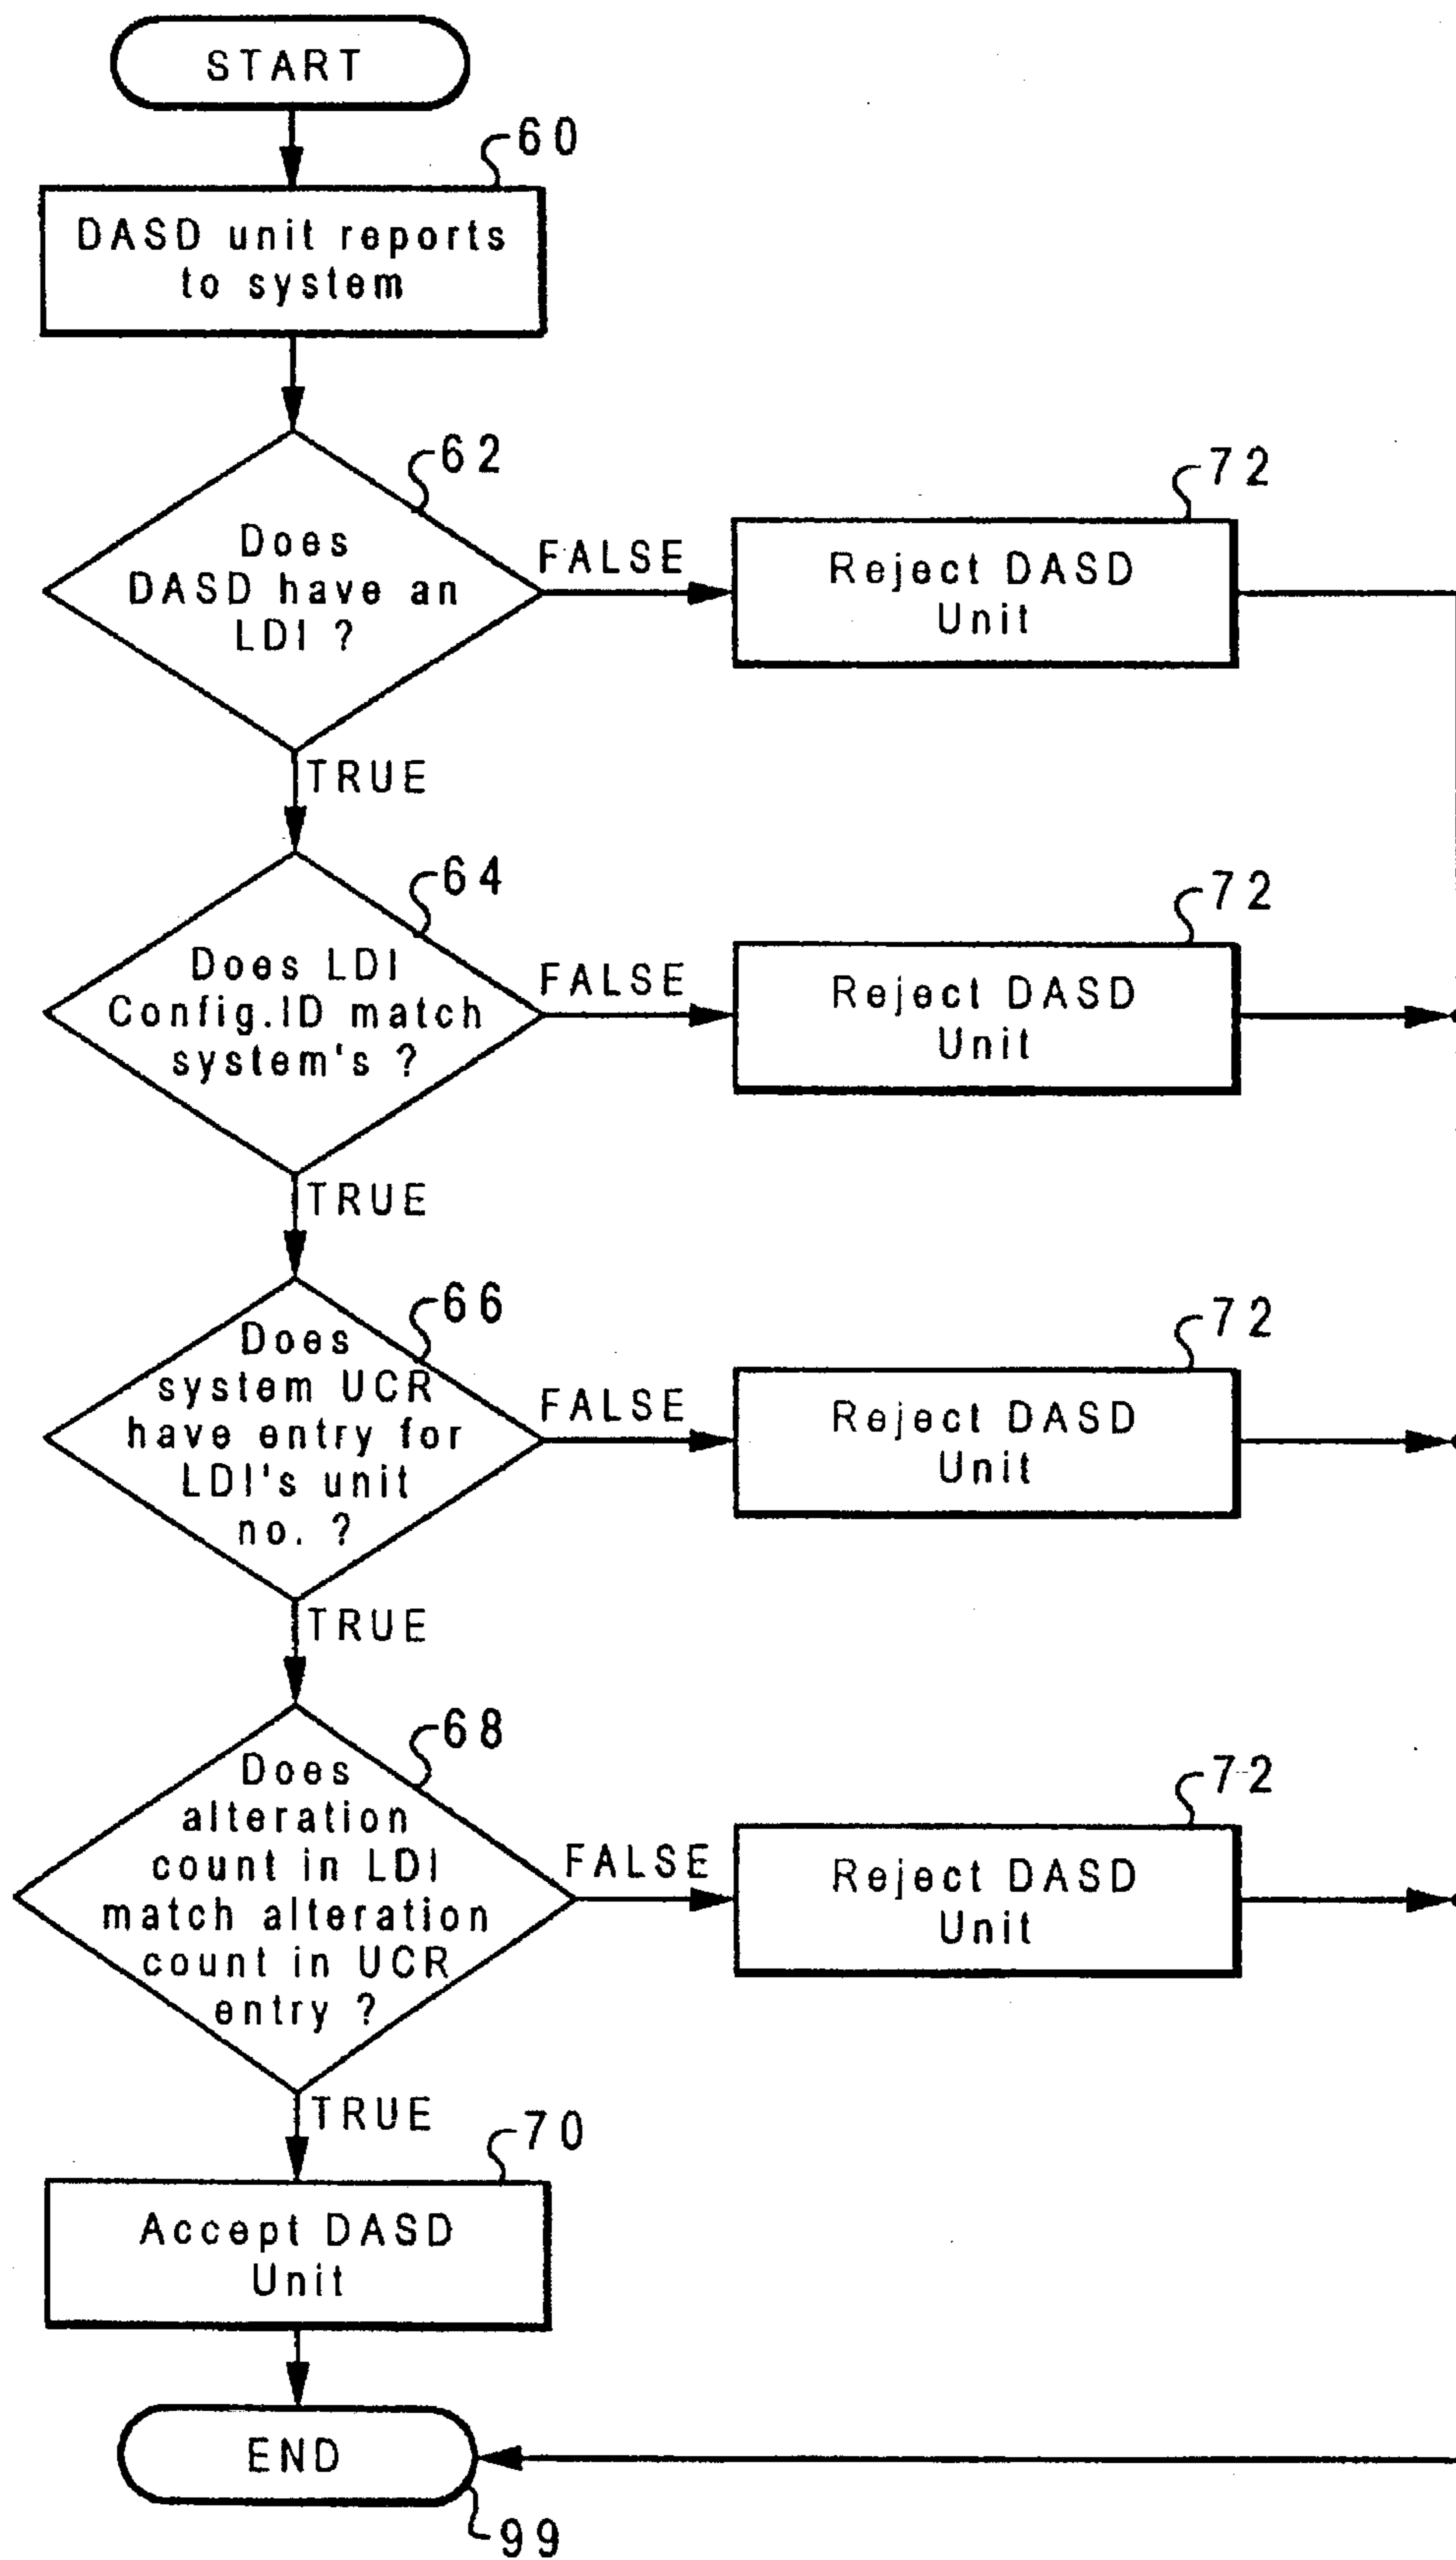 START
60
DASD unit reports
to system
62
Does
DASD have an
LDI ?
FALSE
72
Reject DASD
Unit
TRUE
64
Does LDI
Config.ID match
system's ?
FALSE
72
Reject DASD
Unit
TRUE
66
Does
system UCR
have entry for
LDI's unit
no. ?
FALSE
72
Reject DASD
Unit
TRUE
68
Does
alteration
count in LDI
match alteration
count in UCR
entry ?
FALSE
72
Reject DASD
Unit
TRUE
70
Accept DASD
Unit
END
99